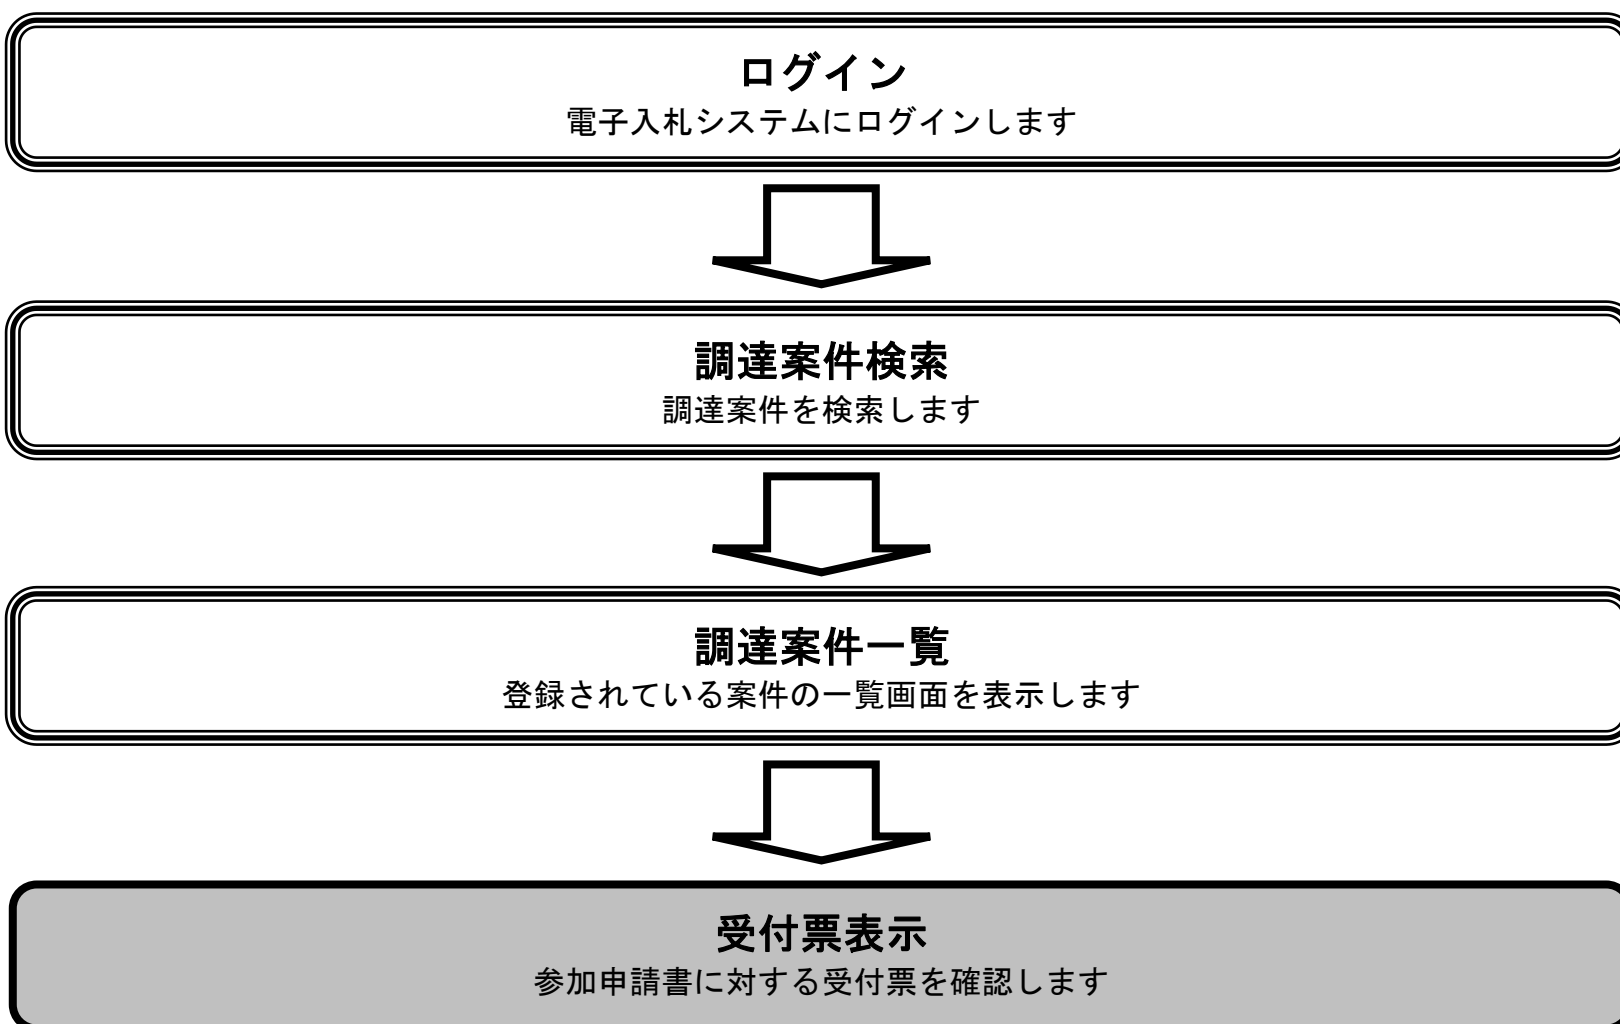 ログイン
電子入札システムにログインします
調達案件検索
調達案件を検索します
調達案件一覧
登録されている案件の一覧画面を表示します
受付票表示
参加申請書に対する受付票を確認します